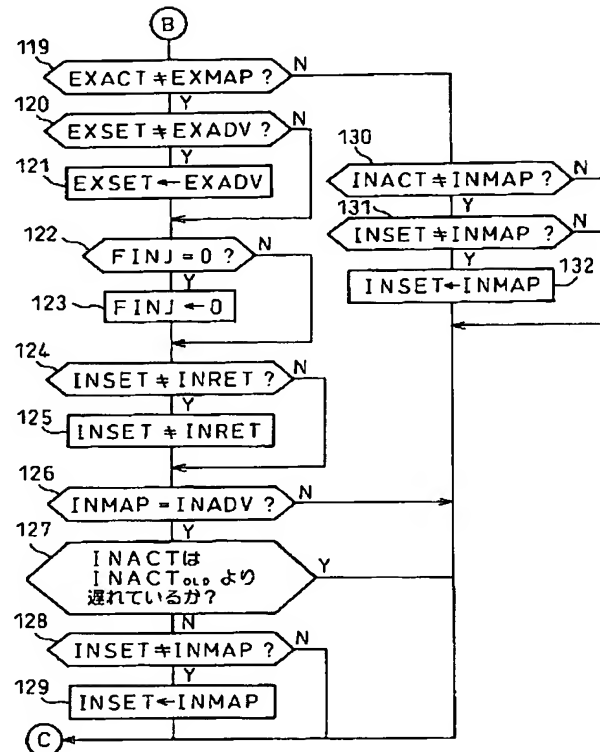 B
119
EXACT≠EXMAP?
N
Y
120
EXSET≠EXADV?
N
Y
121
EXSET←EXADV
122
FINJ=0?
N
Y
123
FINJ←0
124
INSET≠INRET?
N
Y
125
INSET≠INRET
126
INMAP=INADV?
N
Y
127
INACTは
INACTOLDより
遅れているか?
Y
N
128
INSET≠INMAP?
N
Y
129
INSET←INMAP
C
130
INACT≠INMAP?
N
Y
131
INSET≠INMAP?
N
Y
INSET←INMAP
132